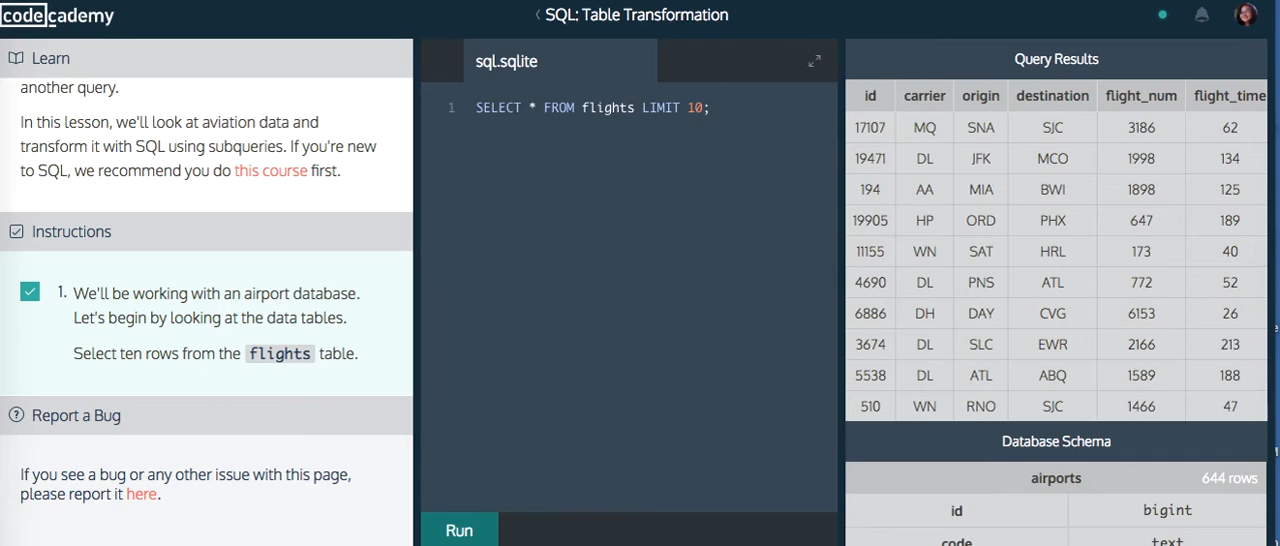 codecademy
SQL: Table Transformation
Learn
another query.
In this lesson, we'll look at aviation data and
transform it with SQL using subqueries. If you're new
to SQL, we recommend you do this course first.
Instructions
1. We'll be working with an airport database.
Let's begin by looking at the data tables.
Select ten rows from the flights table.
Report a Bug
If you see a bug or any other issue with this page,
please report it here.
sql.sqlite
1 SELECT * FROM flights LIMIT 10;
Run
Query Results
id carrier origin destination flight_num flight_time
17107 MQ SNA SJC 3186 62
19471 DL JFK MCO 1998 134
194 AA MIA BWI 1898 125
19905 HP ORD PHX 647 189
11155 WN SAT HRL 173 40
4690 DL PNS ATL 772 52
6886 DH DAY CVG 6153 26
3674 DL SLC EWR 2166 213
5538 DL ATL ABQ 1589 188
510 WN RNO SJC 1466 47
Database Schema
airports 644 rows
id bigint
code text